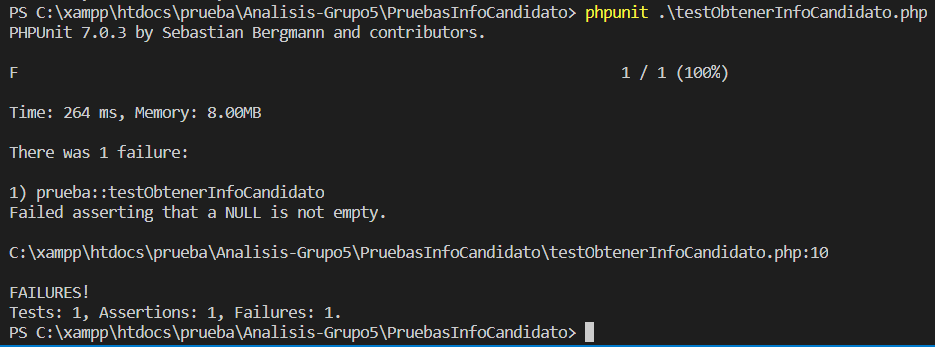 PS C:\xampp\htdocs\prueba\Analisis-Grupo5\PruebasInfoCandidato> phpunit .\testObtenerInfoCandidato.php
PHPUnit 7.0.3 by Sebastian Bergmann and contributors.
F 1 / 1 (100%)
Time: 264 ms, Memory: 8.00MB
There was 1 failure:
1) prueba::testObtenerInfoCandidato
Failed asserting that a NULL is not empty.
C:\xampp\htdocs\prueba\Analisis-Grupo5\PruebasInfoCandidato\testObtenerInfoCandidato.php:10
FAILURES!
Tests: 1, Assertions: 1, Failures: 1.
PS C:\xampp\htdocs\prueba\Analisis-Grupo5\PruebasInfoCandidato>